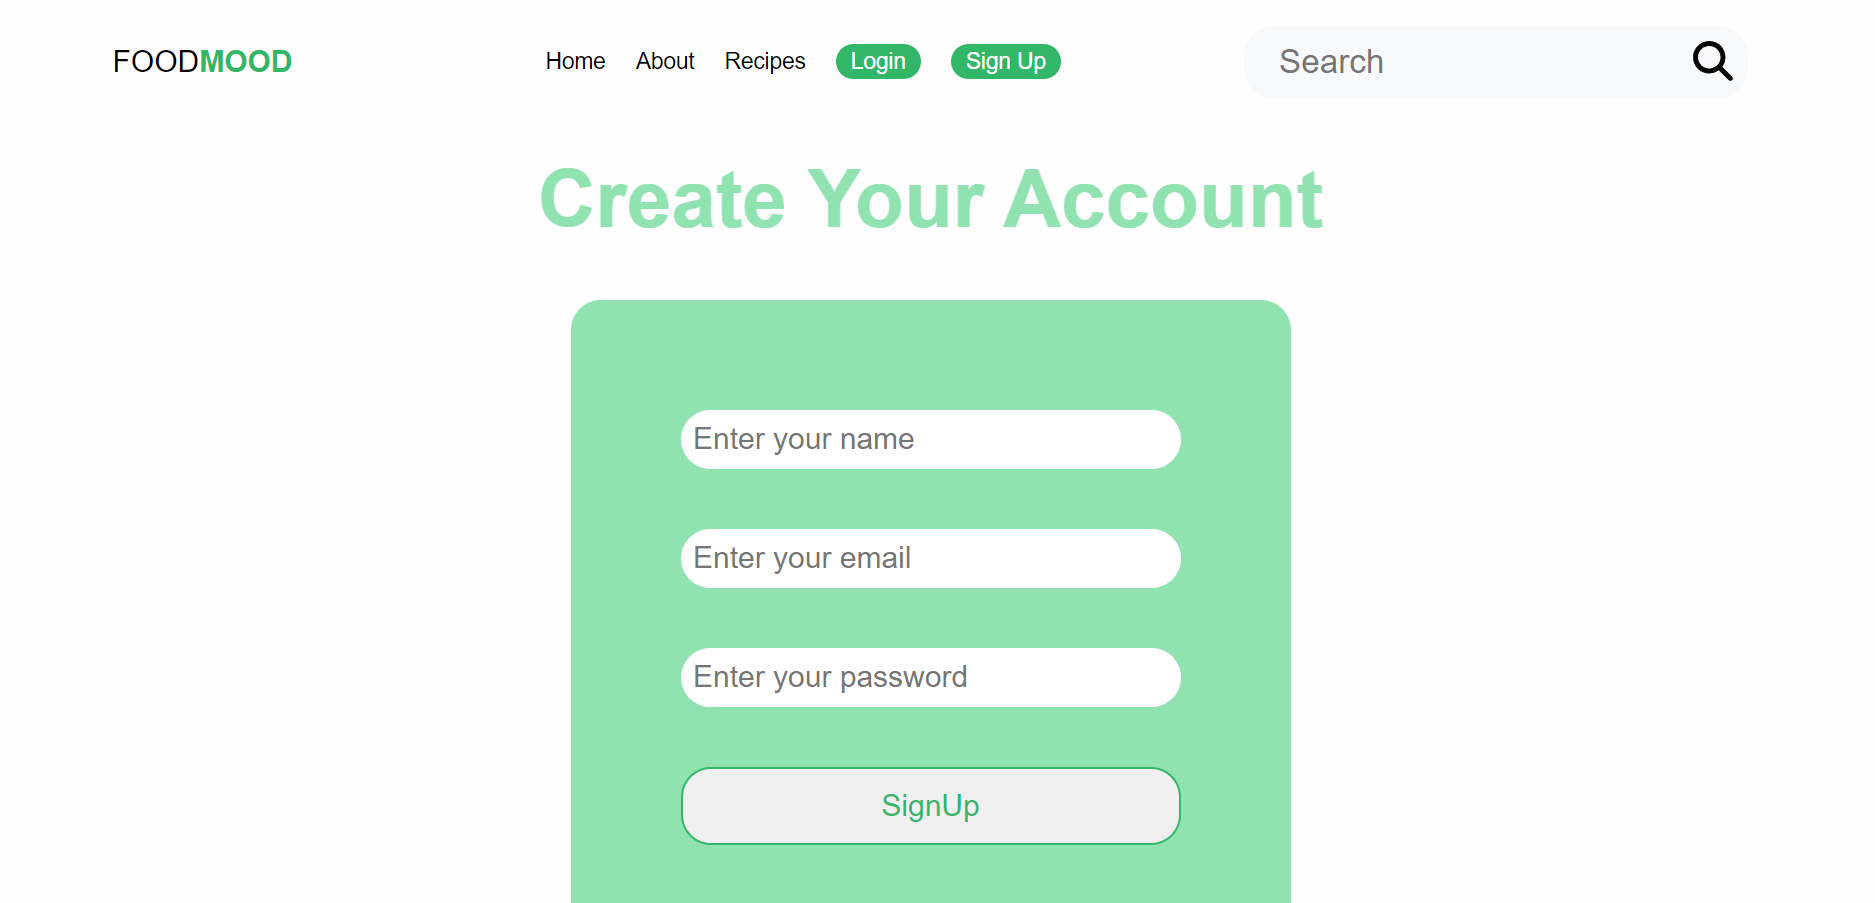 FOODMOOD Home About Recipes Login Sign Up Search
Create Your Account
Enter your name
Enter your email
Enter your password
SignUp